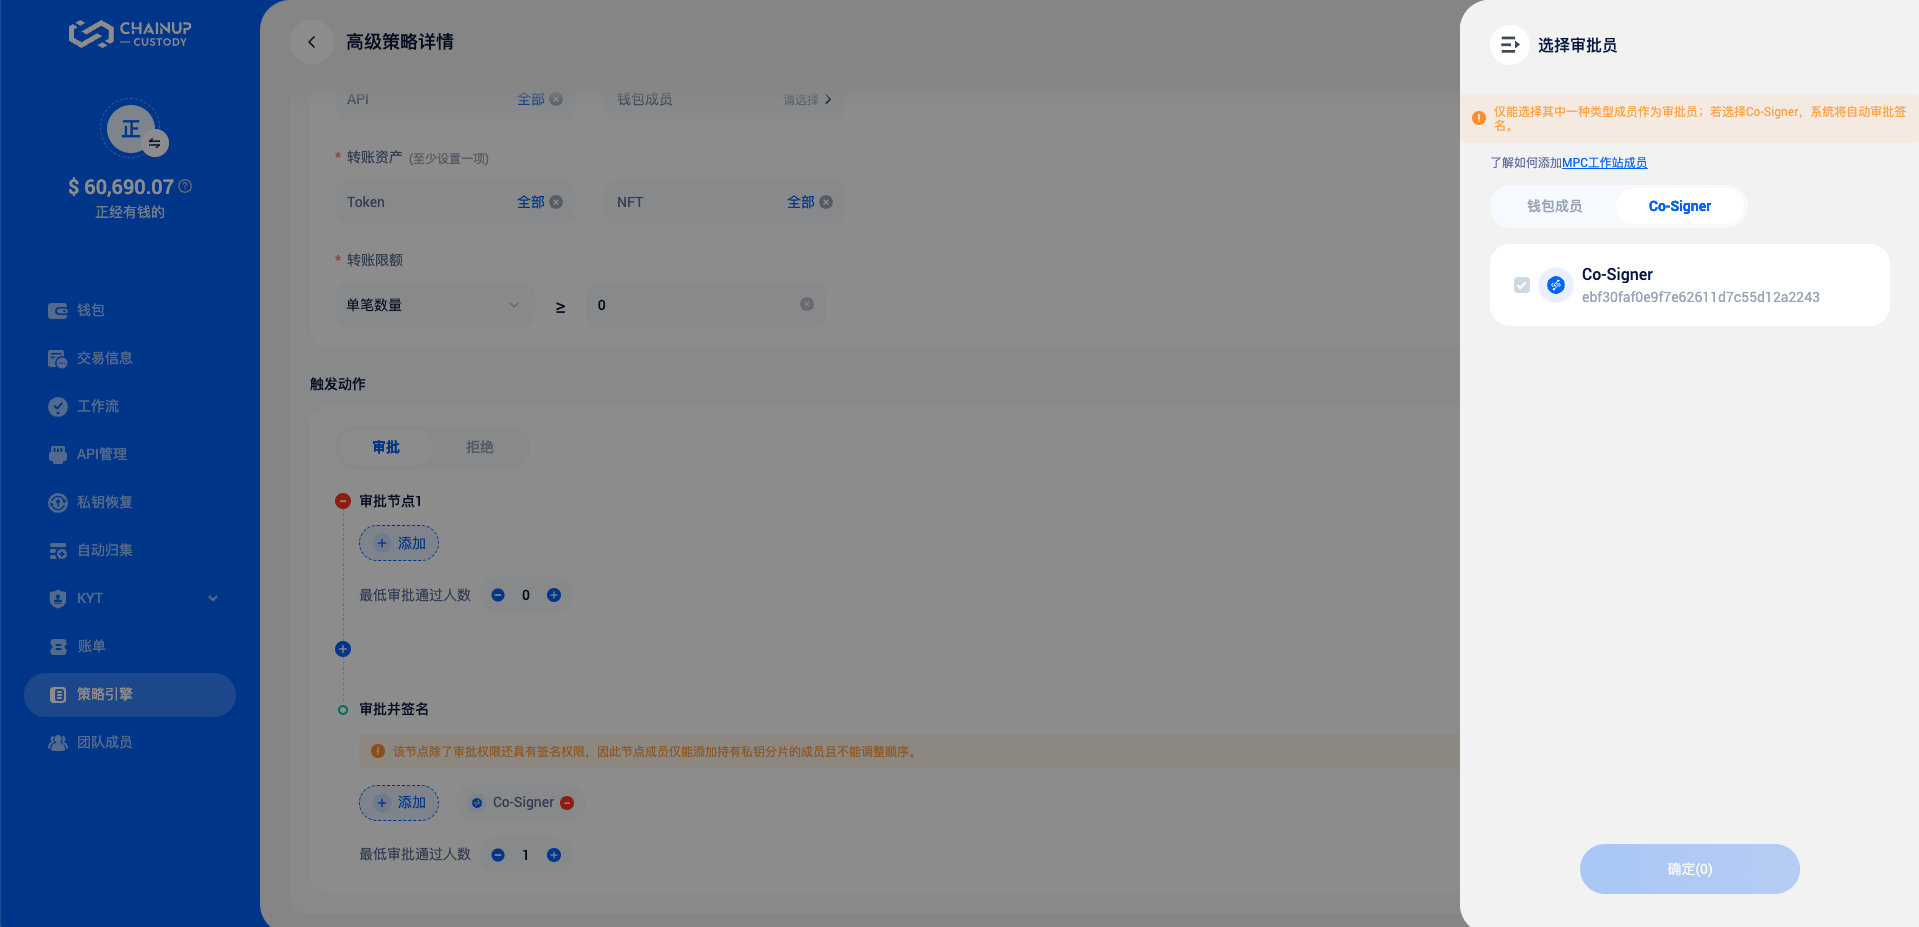 CHAINUP
CUSTODY
正
$ 60,690.07
正经有钱的
钱包
交易信息
工作流
API管理
私钥恢复
自动归集
KYT
账单
策略引擎
团队成员
高级策略详情
API 全部 钱包成员 请选择
* 转账资产 (至少设置一项)
Token 全部 NFT 全部
* 转账限额
单笔数量 ≥ 0
触发动作
审批 拒绝
审批节点1
+ 添加
最低审批通过人数 0
审批并签名
该节点除了审批权限还具有签名权限，因此节点成员仅能添加持有私钥分片的成员且不能调整顺序。
+ 添加 Co-Signer
最低审批通过人数 1
选择审批员
仅能选择其中一种类型成员作为审批员；若选择Co-Signer，系统将自动审批签
名。
了解如何添加MPC工作站成员
钱包成员 Co-Signer
Co-Signer
ebf30faf0e9f7e62611d7c55d12a2243
确定(0)